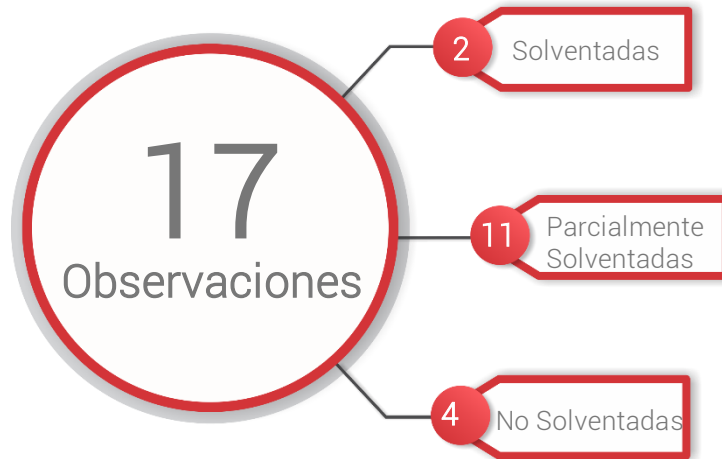 17
Observaciones
2
Solventadas
11
Parcialmente
Solventadas
4
No Solventadas